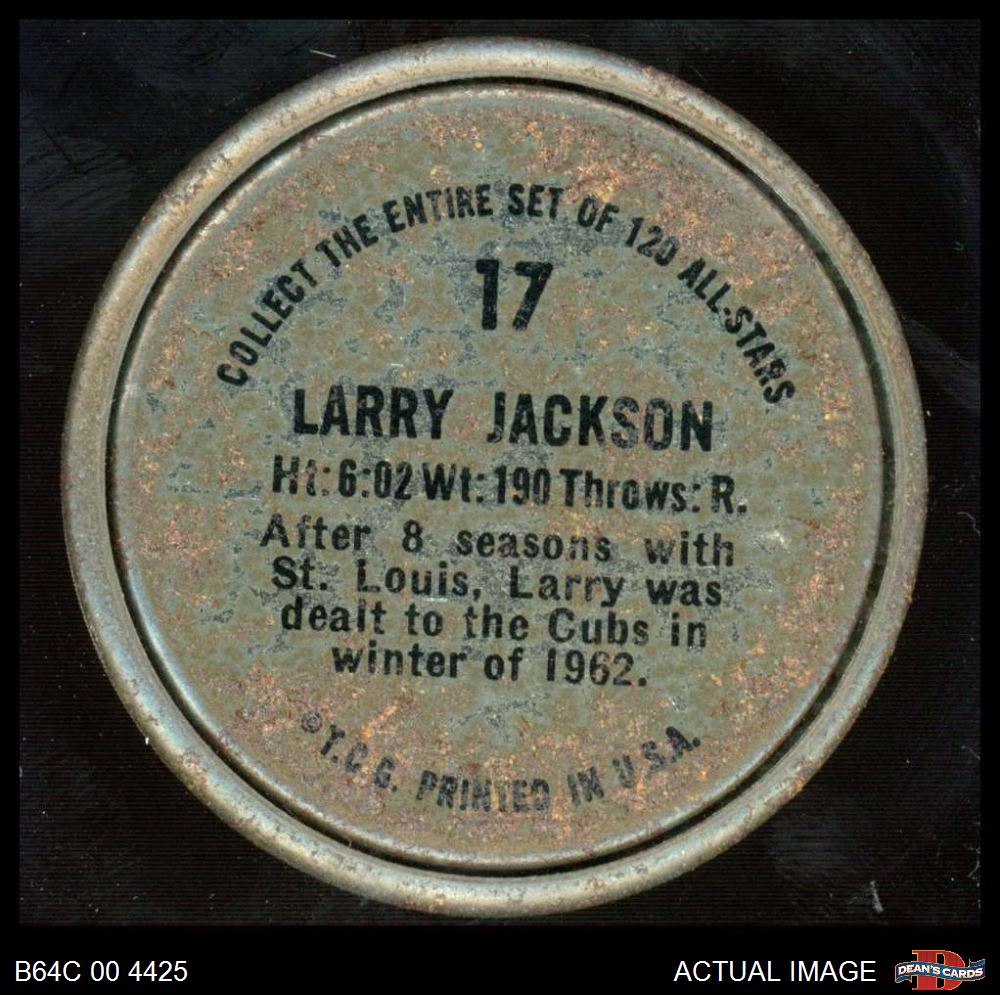 COLLECT THE ENTIRE SET OF 120 ALL-STARS
17
LARRY JACKSON
Ht: 6:02 Wt: 190 Throws: R.
After 8 seasons with
St. Louis, Larry was
dealt to the Cubs in
winter of 1962.
© T.C.G. PRINTED IN U.S.A.
B64C 00 4425
ACTUAL IMAGE
D
DEAN'S CARDS